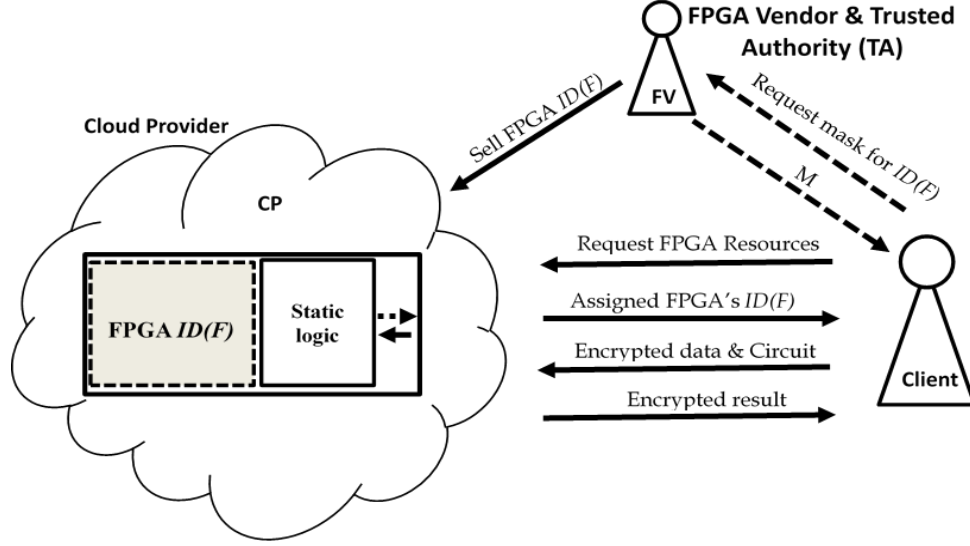 FPGA Vendor & Trusted
Authority (TA)
FV
Cloud Provider
Sell FPGA ID(F)
Request mask for ID(F)
M
CP
Request FPGA Resources
Assigned FPGA's ID(F)
Encrypted data & Circuit
Encrypted result
FPGA ID(F)
Static
logic
Client